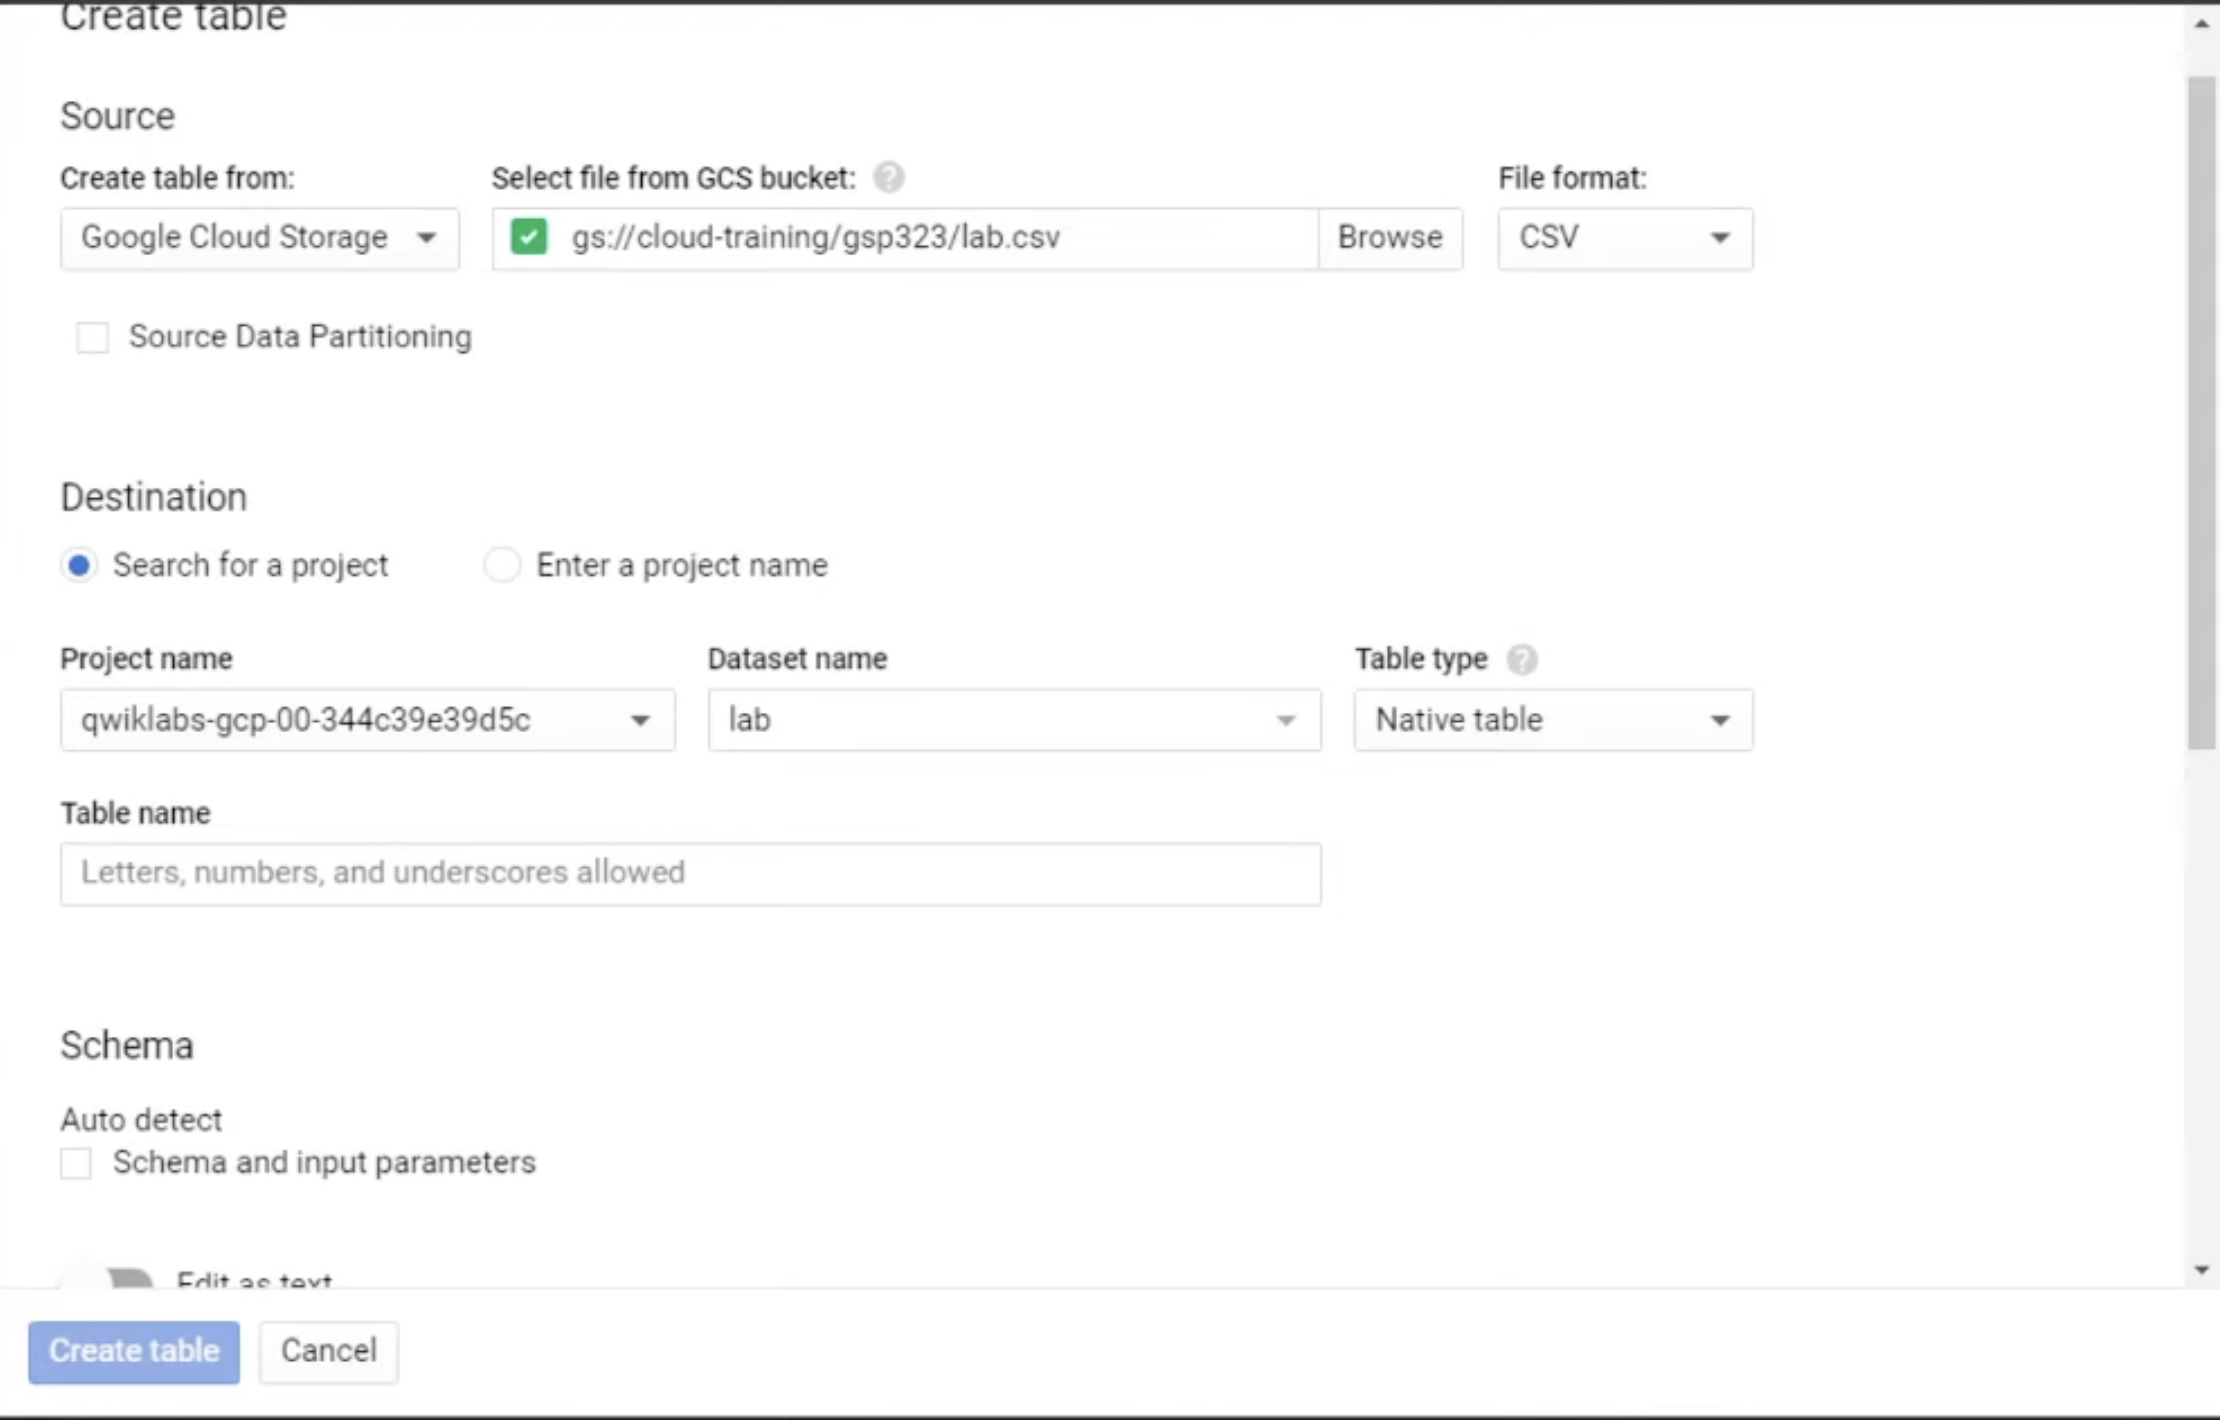 Create table
Source
Create table from: Select file from GCS bucket: ? File format:
Google Cloud Storage gs://cloud-training/gsp323/lab.csv Browse CSV
Source Data Partitioning
Destination
Search for a project Enter a project name
Project name Dataset name Table type ?
qwiklabs-gcp-00-344c39e39d5c lab Native table
Table name
Letters, numbers, and underscores allowed
Schema
Auto detect
Schema and input parameters
Edit as text
Create table Cancel